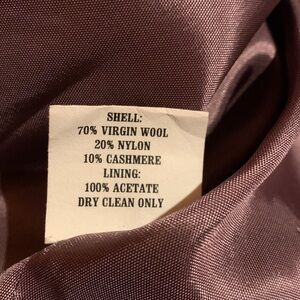 SHELL:
70% VIRGIN WOOL
20% NYLON
10% CASHMERE
LINING:
100% ACETATE
DRY CLEAN ONLY